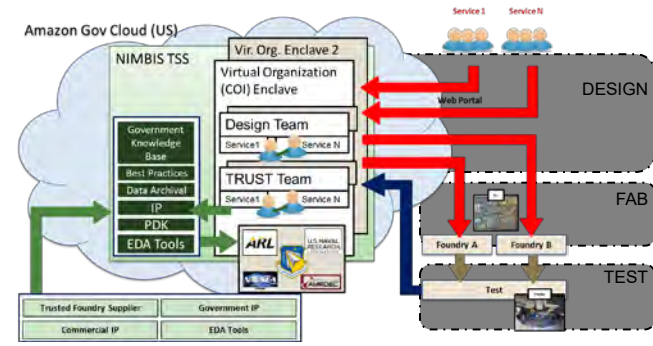 Service 1
Service N
Amazon Gov Cloud (US)
Vir. Org. Enclave 2
NIMBIS TSS
Virtual Organization
(COI) Enclave
DESIGN
Web Portal
Government
Knowledge
Base
Best Practices
Data Archival
IP
PDK
EDA Tools
Design Team
Service1
Service N
TRUST Team
Service1
Service N
FAB
Foundry A
Foundry B
ARL
U.S. NAVAL
RESEARCH
AMRDEC
TEST
Test
Trusted Foundry Supplier
Government IP
Commercial IP
EDA Tools